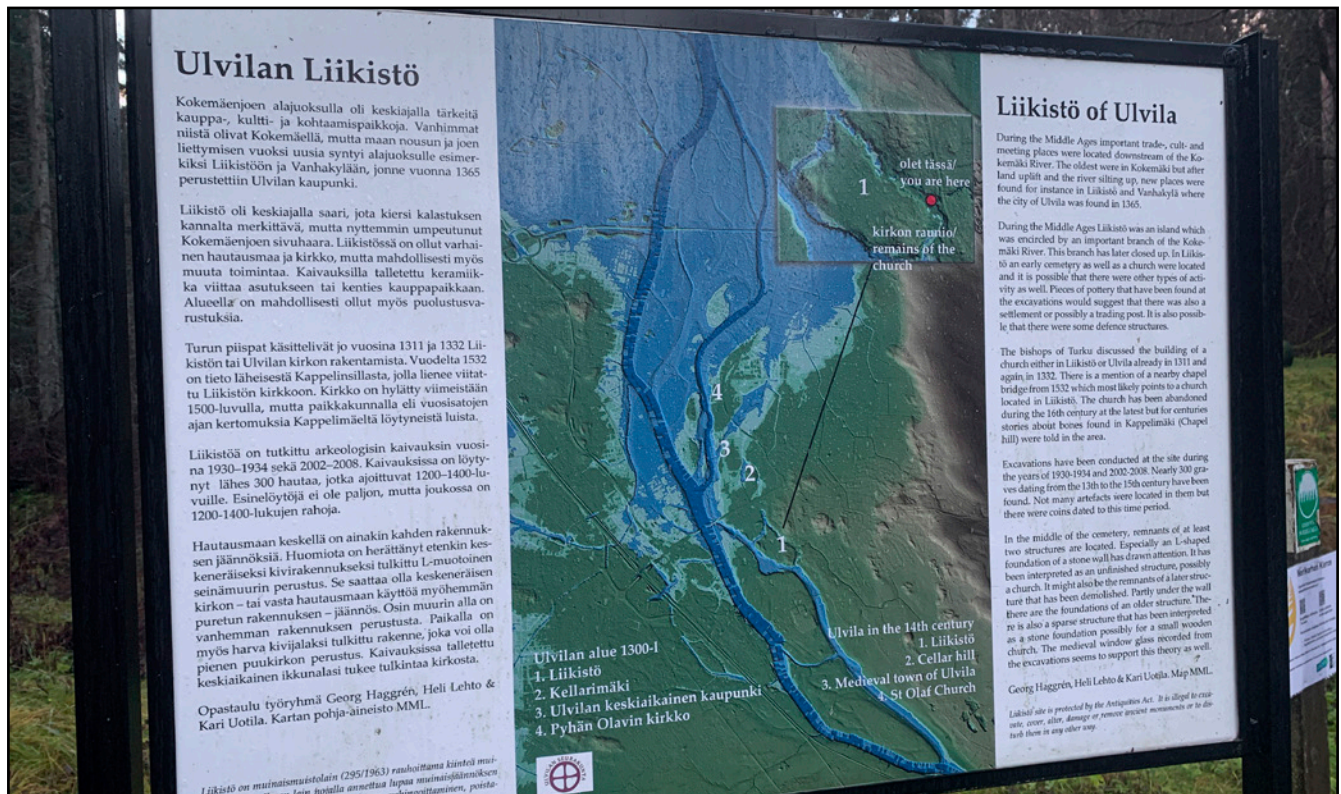 Ulvilan Liikistö
Kokemäenjoen alajuoksulla oli keskiajalla tärkeitä
kauppa-, kultti- ja kohtaamispaikkoja. Vanhimmat
niistä olivat Kokemäellä, mutta maan nousun ja joen
liettymisen vuoksi uusia syntyi alajuoksulle esimer-
kiksi Liikistöön ja Vanhakylään, jonne vuonna 1365
perustettiin Ulvilan kaupunki.
Liikistö oli keskiajalla saari, jota kiersi kalastuksen
kannalta merkittävä, mutta nyttemmin umpeutunut
Kokemäenjoen sivuhaara. Liikistössä on ollut varhai-
nen hautausmaa ja kirkko, mutta mahdollisesti myös
muuta toimintaa. Kaivauksilla talletettu keramiik-
ka viittaa asutukseen tai kenties kauppapaikkaan.
Alueella on mahdollisesti ollut myös puolustusva-
rustuksia.
Turun piispat käsittelivät jo vuosina 1311 ja 1332 Lii-
kistön tai Ulvilan kirkon rakentamista. Vuodelta 1532
on tieto läheisestä Kappelinsillasta, jolla lienee viitat-
tu Liikistön kirkkoon. Kirkko on hylätty viimeistään
1500-luvulla, mutta paikkakunnalla eli vuosisatojen
ajan kertomuksia Kappelimäeltä löytyneistä luista.
Liikistöä on tutkittu arkeologisin kaivauksin vuosi-
na 1930–1934 sekä 2002–2008. Kaivauksissa on löyty-
nyt lähes 300 hautaa, jotka ajoittuvat 1200–1400-lu-
vuille. Esinelöytöjä ei ole paljon, mutta joukossa on
1200-1400-lukujen rahoja.
Hautausmaan keskellä on ainakin kahden rakennuk-
sen jäännöksiä. Huomiota on herättänyt etenkin kes-
keneräiseksi kivirakennukseksi tulkittu L-muotoinen
seinämuurin perustus. Se saattaa olla keskeneräisen
kirkon – tai vasta hautausmaan käyttöä myöhemmän
puretun rakennuksen – jäännös. Osin muurin alla on
vanhemman rakennuksen perustusta. Paikalla on
myös harva kivijalaksi tulkittu rakenne, joka voi olla
pienen puukirkon perustus. Kaivauksissa talletettu
keskiaikainen ikkunalasi tukee tulkintaa kirkosta.
Opastaulu työryhmä Georg Haggrén, Heli Lehto &
Kari Uotila. Kartan pohja-aineisto MML.
Liikistö on muinaismuistolain (295/1963) rauhoittama kiinteä mui-
nojalla annettua lupaa muinaisjäännöksen
poista-
1
olet tässä/
you are here
kirkon raunio/
remains of the
church
4
3
2
1
Ulvilan alue 1300-l
1. Liikistö
2. Kellarimäki
3. Ulvilan keskiaikainen kaupunki
4. Pyhän Olavin kirkko
Ulvila in the 14th century
1. Liikistö
2. Cellar hill
3. Medieval town of Ulvila
4. St Olaf Church
ULVILAN SEURAKUNTA
Liikistö of Ulvila
During the Middle Ages important trade-, cult- and
meeting places were located downstream of the Ko-
kemäki River. The oldest were in Kokemäki but after
land uplift and the river silting up, new places were
found for instance in Liikistö and Vanhakylä where
the city of Ulvila was found in 1365.
During the Middle Ages Liikistö was an island which
was encircled by an important branch of the Koke-
mäki River. This branch has later closed up. In Liikis-
tö an early cemetery as well as a church were located
and it is possible that there were other types of acti-
vity as well. Pieces of pottery that have been found at
the excavations would suggest that there was also a
settlement or possibly a trading post. It is also possib-
le that there were some defence structures.
The bishops of Turku discussed the building of a
church either in Liikistö or Ulvila already in 1311 and
again in 1332. There is a mention of a nearby chapel
bridge from 1532 which most likely points to a church
located in Liikistö. The church has been abandoned
during the 16th century at the latest but for centuries
stories about bones found in Kappelimäki (Chapel
hill) were told in the area.
Excavations have been conducted at the site during
the years of 1930-1934 and 2002-2008. Nearly 300 gra-
ves dating from the 13th to the 15th century have been
found. Not many artefacts were located in them but
there were coins dated to this time period.
In the middle of the cemetery, remnants of at least
two structures are located. Especially an L-shaped
foundation of a stone wall has drawn attention. It has
been interpreted as an unfinished structure, possibly
a church. It might also be the remnants of a later struc-
ture that has been demolished. Partly under the wall
there are the foundations of an older structure. The-
re is also a sparse structure that has been interpreted
as a stone foundation possibly for a small wooden
church. The medieval window glass recorded from
the excavations seems to support this theory as well.
Georg Haggrén, Heli Lehto & Kari Uotila. Map MML.
Liikistö site is protected by the Antiquities Act. It is illegal to exca-
vate, cover, alter, damage or remove ancient monuments or to dis-
turb them in any other way.